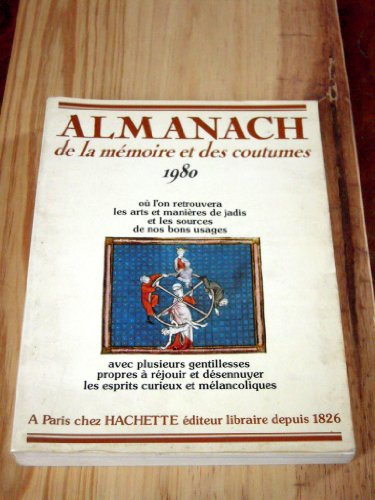 ALMANACH
de la mémoire et des coutumes
1980
où l'on retrouvera
les arts et manières de jadis
et les sources
de nos bons usages
avec plusieurs gentillesses
propres à réjouir et désennuyer
les esprits curieux et mélancoliques
A Paris chez HACHETTE éditeur libraire depuis 1826